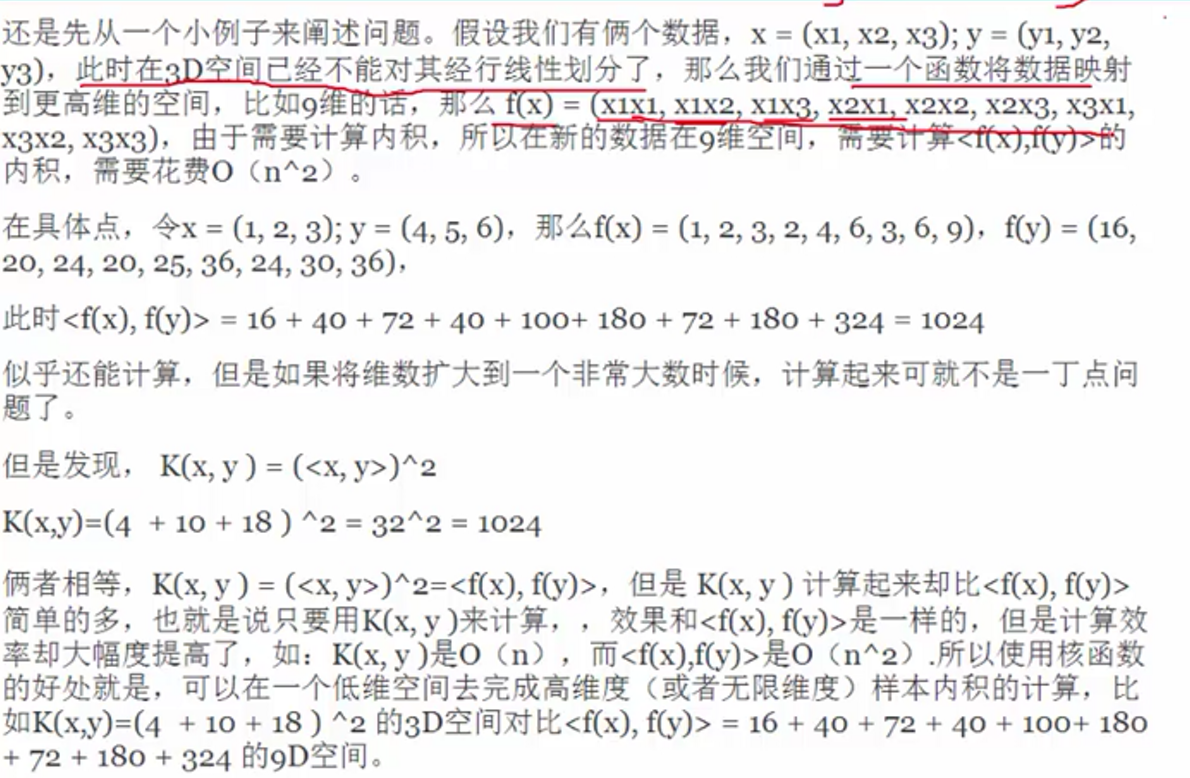 还是先从一个小例子来阐述问题。假设我们有俩个数据，x = (x1, x2, x3); y = (y1, y2,
y3)，此时在3D空间已经不能对其经行线性划分了，那么我们通过一个函数将数据映射
到更高维的空间，比如9维的话，那么 f(x) = (x1x1, x1x2, x1x3, x2x1, x2x2, x2x3, x3x1,
x3x2, x3x3)，由于需要计算内积，所以在新的数据在9维空间，需要计算<f(x),f(y)>的
内积，需要花费O（n^2）。
在具体点，令x = (1, 2, 3); y = (4, 5, 6)，那么f(x) = (1, 2, 3, 2, 4, 6, 3, 6, 9)，f(y) = (16,
20, 24, 20, 25, 36, 24, 30, 36)，
此时<f(x), f(y)> = 16 + 40 + 72 + 40 + 100+ 180 + 72 + 180 + 324 = 1024
似乎还能计算，但是如果将维数扩大到一个非常大数时候，计算起来可就不是一丁点问
题了。
但是发现， K(x, y ) = (<x, y>)^2
K(x,y)=(4 + 10 + 18 ) ^2 = 32^2 = 1024
俩者相等，K(x, y ) = (<x, y>)^2=<f(x), f(y)>，但是 K(x, y ) 计算起来却比<f(x), f(y)>
简单的多，也就是说只要用K(x, y )来计算，，效果和<f(x), f(y)>是一样的，但是计算效
率却大幅度提高了，如：K(x, y )是O（n），而<f(x),f(y)>是O（n^2）.所以使用核函数
的好处就是，可以在一个低维空间去完成高维度（或者无限维度）样本内积的计算，比
如K(x,y)=(4 + 10 + 18 ) ^2 的3D空间对比<f(x), f(y)> = 16 + 40 + 72 + 40 + 100+ 180
+ 72 + 180 + 324 的9D空间。